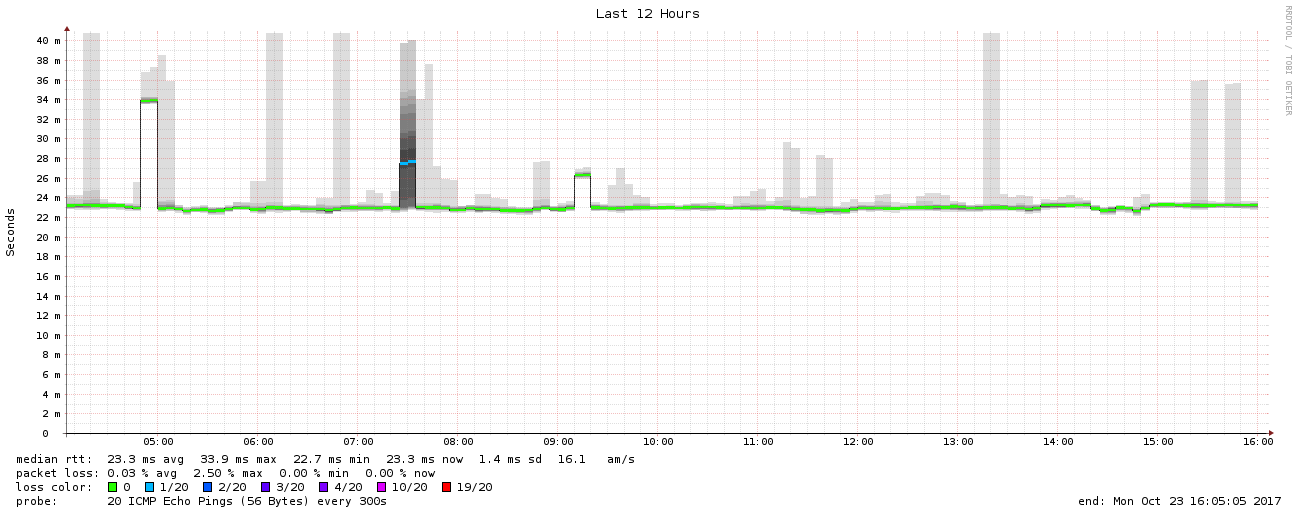 Last 12 Hours
RRDTOOL / TOBI OETIKER
Seconds
40 m
38 m
36 m
34 m
32 m
30 m
28 m
26 m
24 m
22 m
20 m
18 m
16 m
14 m
12 m
10 m
8 m
6 m
4 m
2 m
0
05:00 06:00 07:00 08:00 09:00 10:00 11:00 12:00 13:00 14:00 15:00 16:00
median rtt: 23.3 ms avg 33.9 ms max 22.7 ms min 23.3 ms now 1.4 ms sd 16.1 am/s
packet loss: 0.03 % avg 2.50 % max 0.00 % min 0.00 % now
loss color: 0 1/20 2/20 3/20 4/20 10/20 19/20
probe: 20 ICMP Echo Pings (56 Bytes) every 300s end: Mon Oct 23 16:05:05 2017